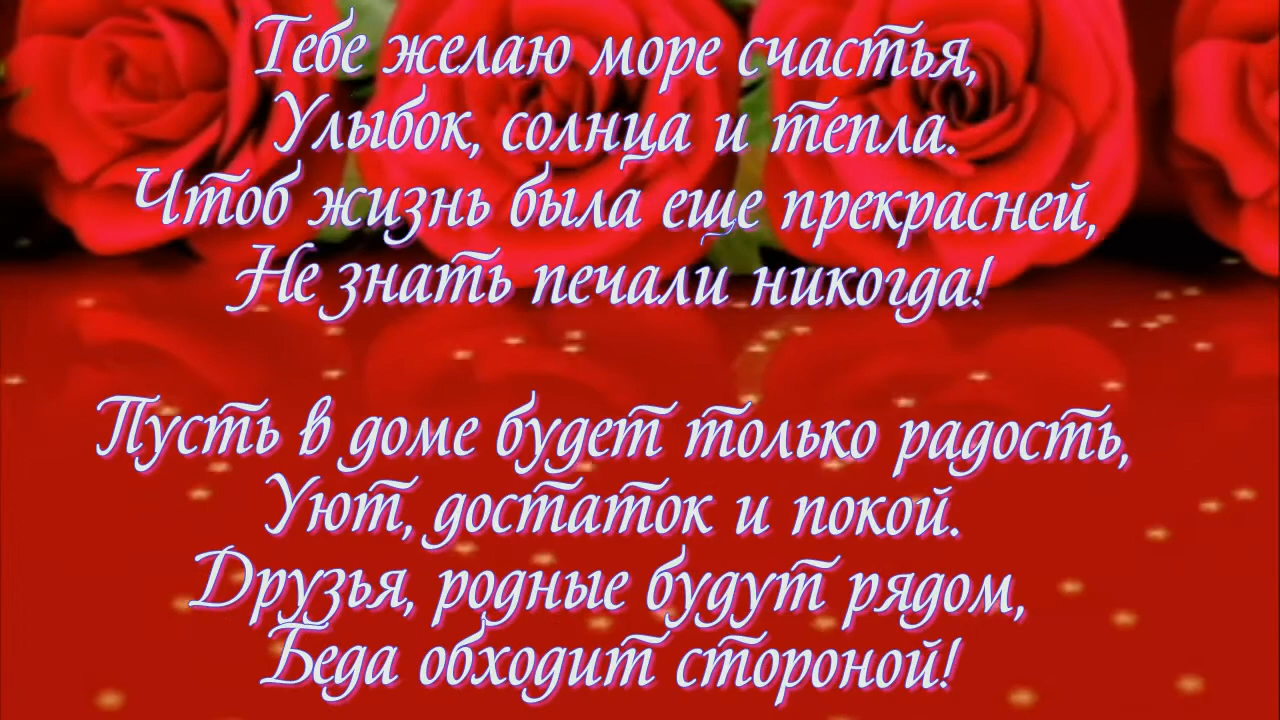 Тебе желаю море счастья,
Улыбок, солнца и тепла.
Чтоб жизнь была еще прекрасней,
Не знать печали никогда!
Пусть в доме будет только радость,
Уют, достаток и покой.
Друзья, родные будут рядом,
Беда обходит стороной!